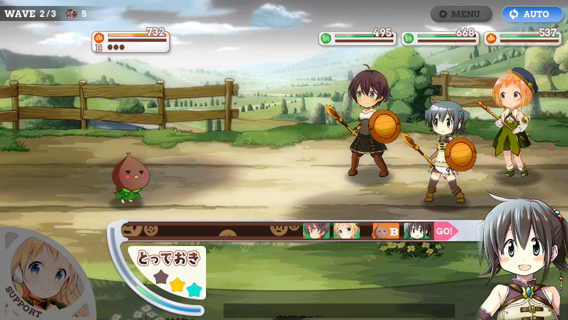 WAVE 2/3 5
MENU
AUTO
732
B
495
668
537
B
GO!
とっておき
SUPPORT